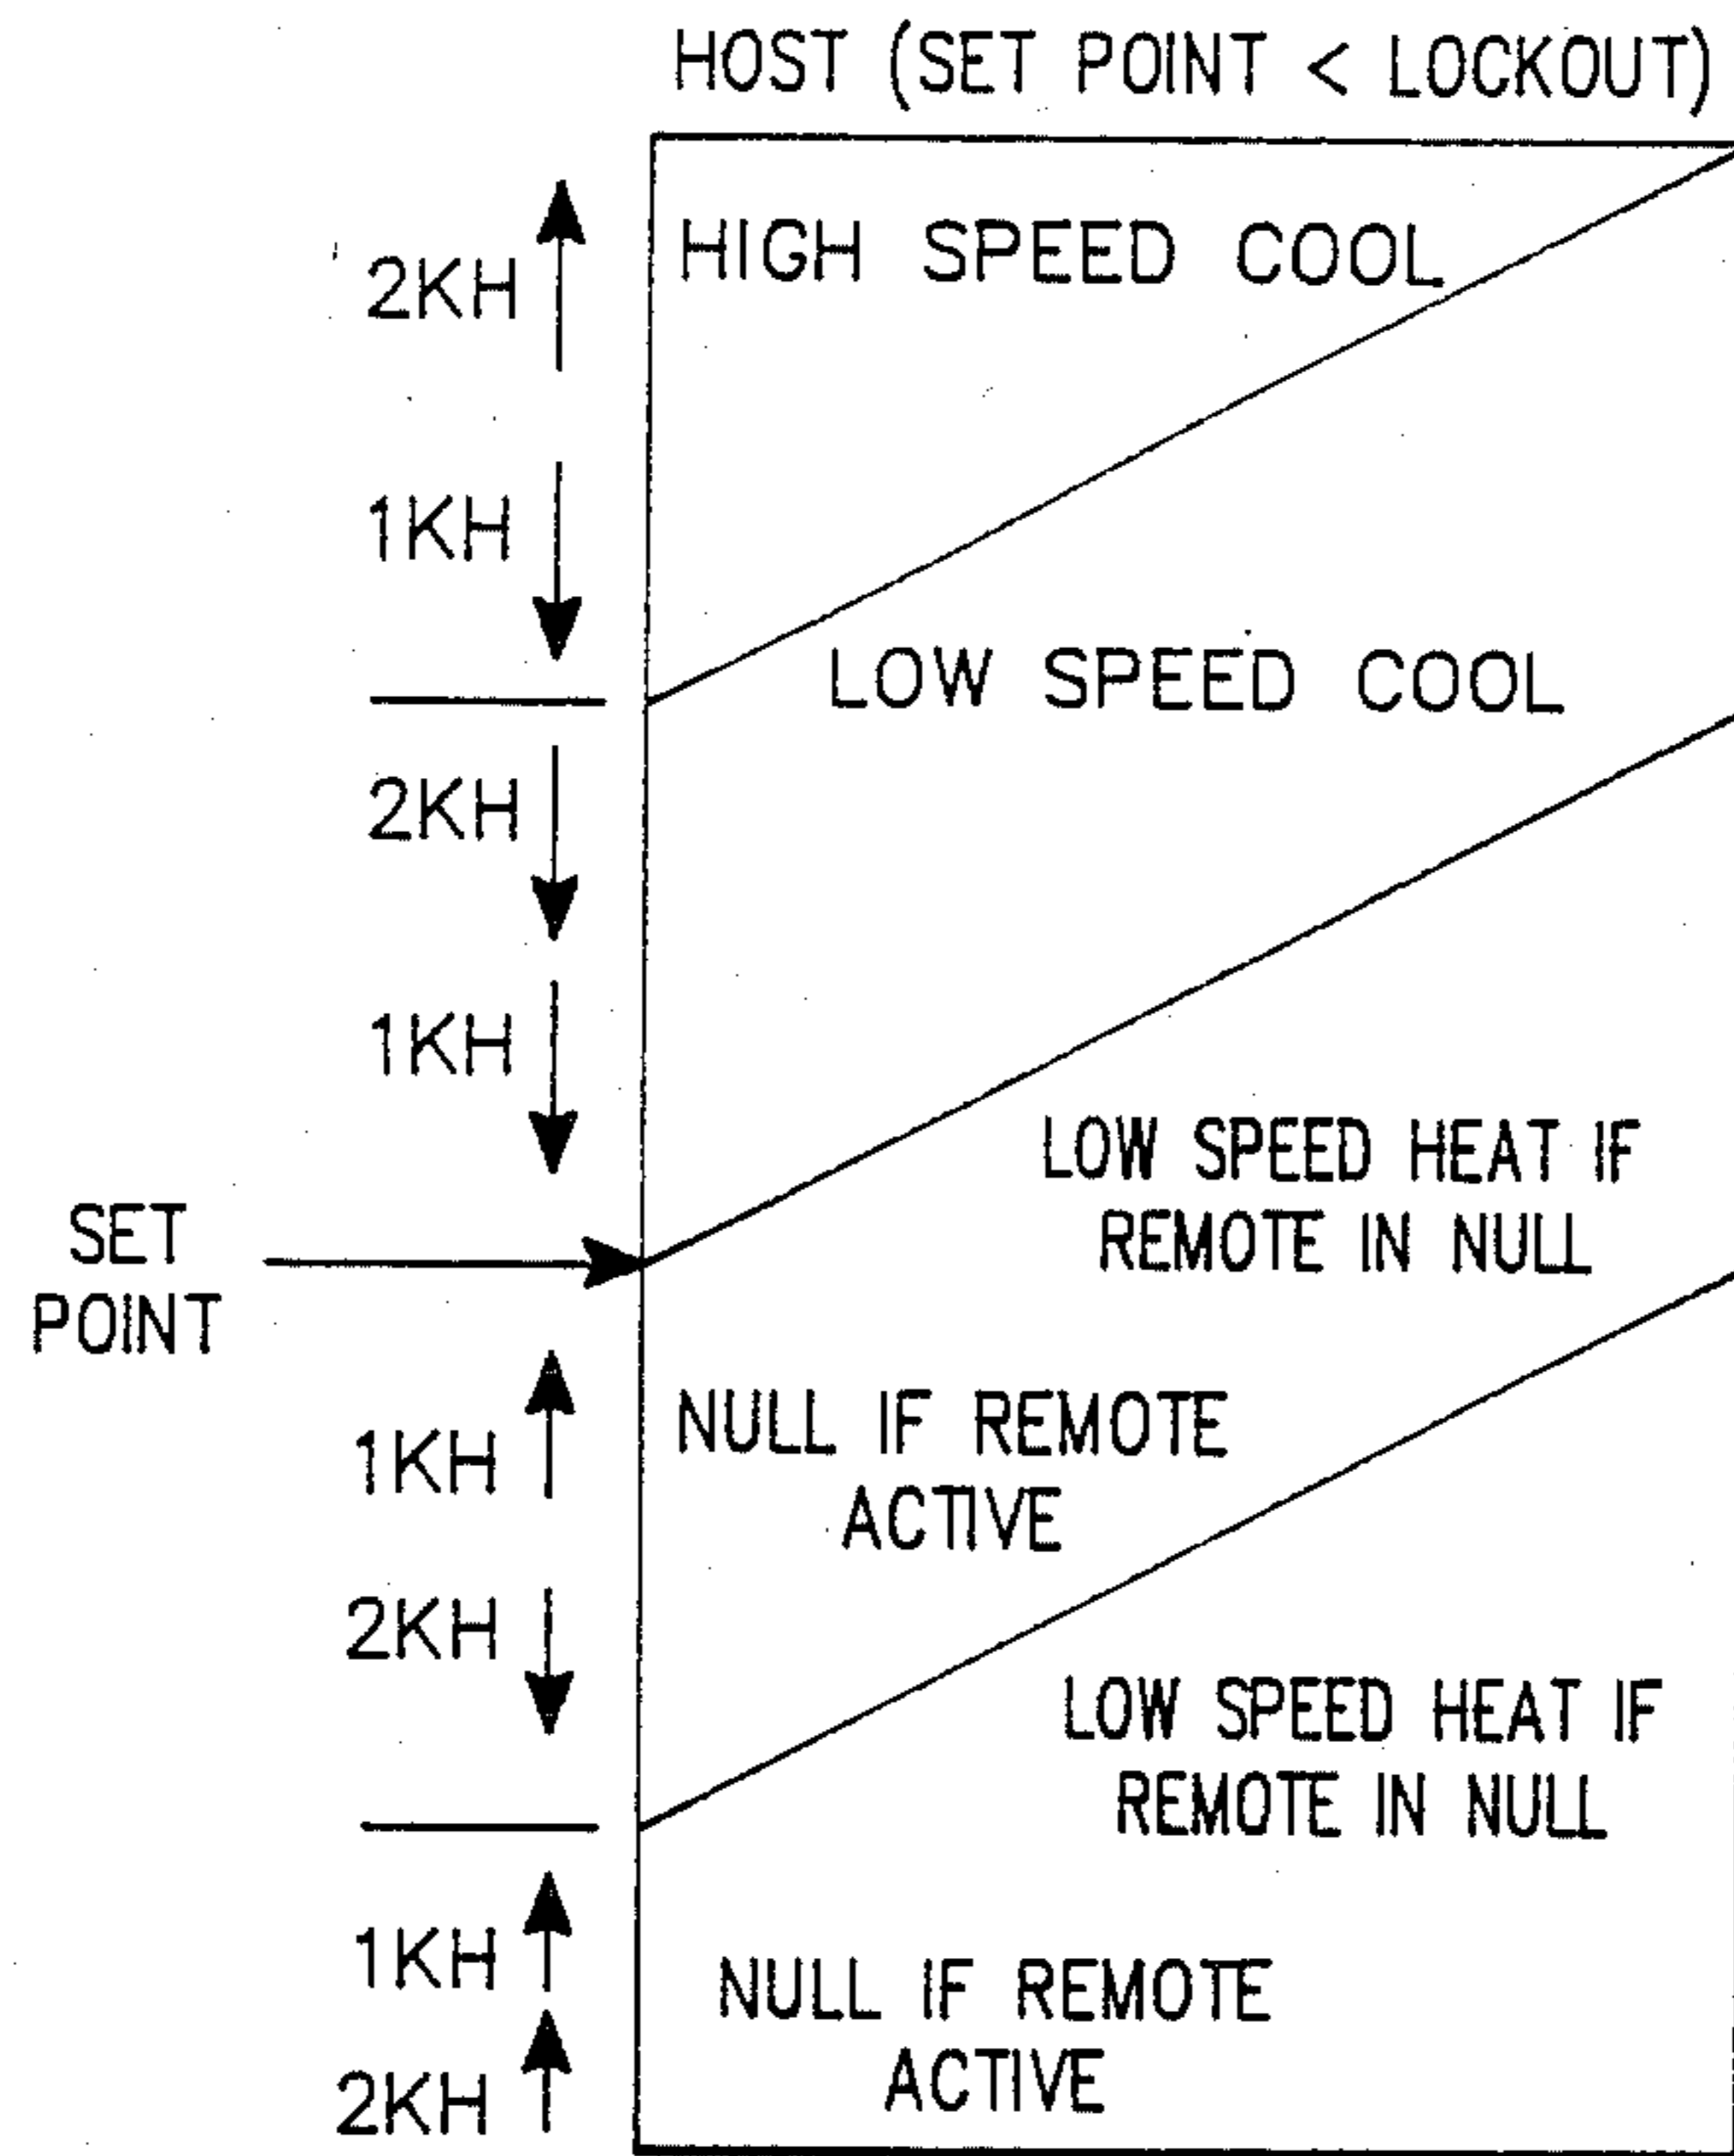 HOST (SET POINT < LOCKOUT)
2KH
HIGH SPEED COOL
1KH
LOW SPEED COOL
2KH
1KH
LOW SPEED HEAT IF
REMOTE IN NULL
SET
POINT
NULL IF REMOTE
ACTIVE
1KH
2KH
LOW SPEED HEAT IF
REMOTE IN NULL
1KH
NULL IF REMOTE
ACTIVE
2KH